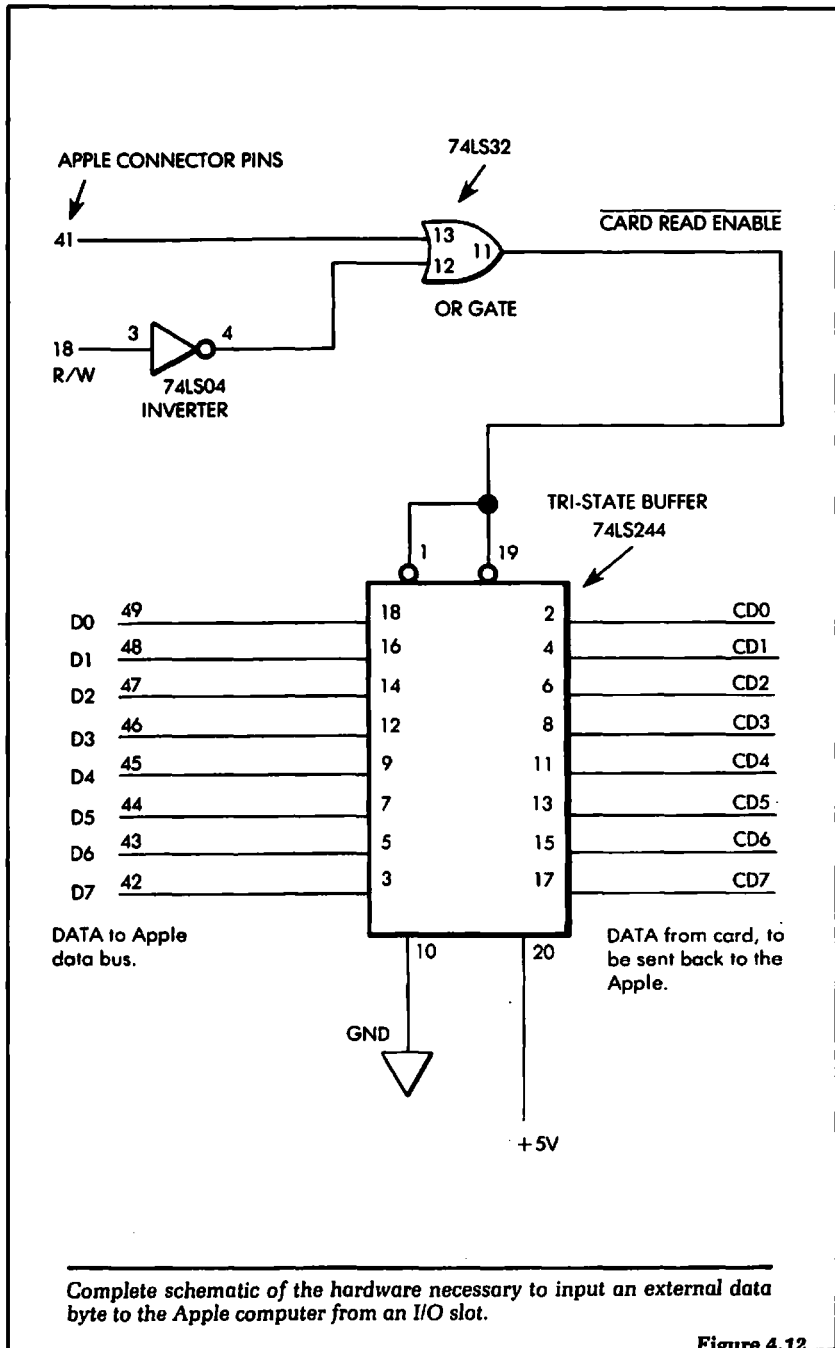 74LS32
APPLE CONNECTOR PINS
CARD READ ENABLE
41
13
12
11
OR GATE
18
3
4
R/W
74LS04
INVERTER
TRI-STATE BUFFER
74LS244
1
19
D0 49 18 2 CD0
D1 48 16 4 CD1
D2 47 14 6 CD2
D3 46 12 8 CD3
D4 45 9 11 CD4
D5 44 7 13 CD5
D6 43 5 15 CD6
D7 42 3 17 CD7
DATA to Apple
data bus.
10
20
DATA from card, to
be sent back to the
Apple.
GND
+5V
Complete schematic of the hardware necessary to input an external data
byte to the Apple computer from an I/O slot.
Figure 4.12